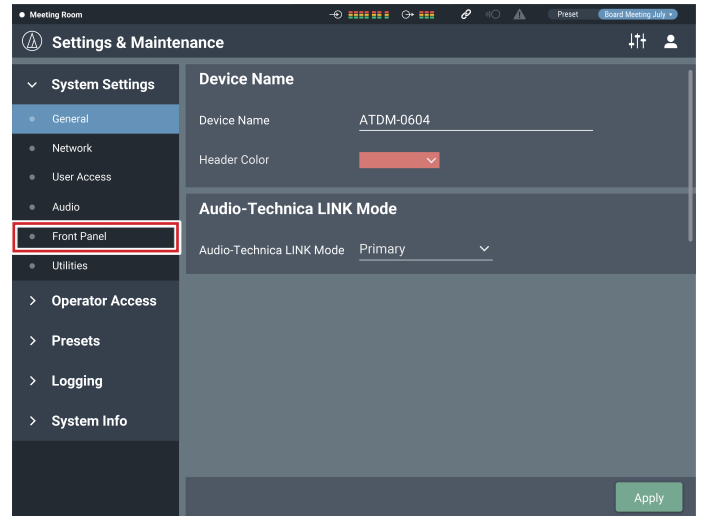 Meeting Room
Preset
Board Meeting July
Settings & Maintenance
System Settings
General
Network
User Access
Audio
Front Panel
Utilities
Operator Access
Presets
Logging
System Info
Device Name
Device Name ATDM-0604
Header Color
Audio-Technica LINK Mode
Audio-Technica LINK Mode Primary
Apply